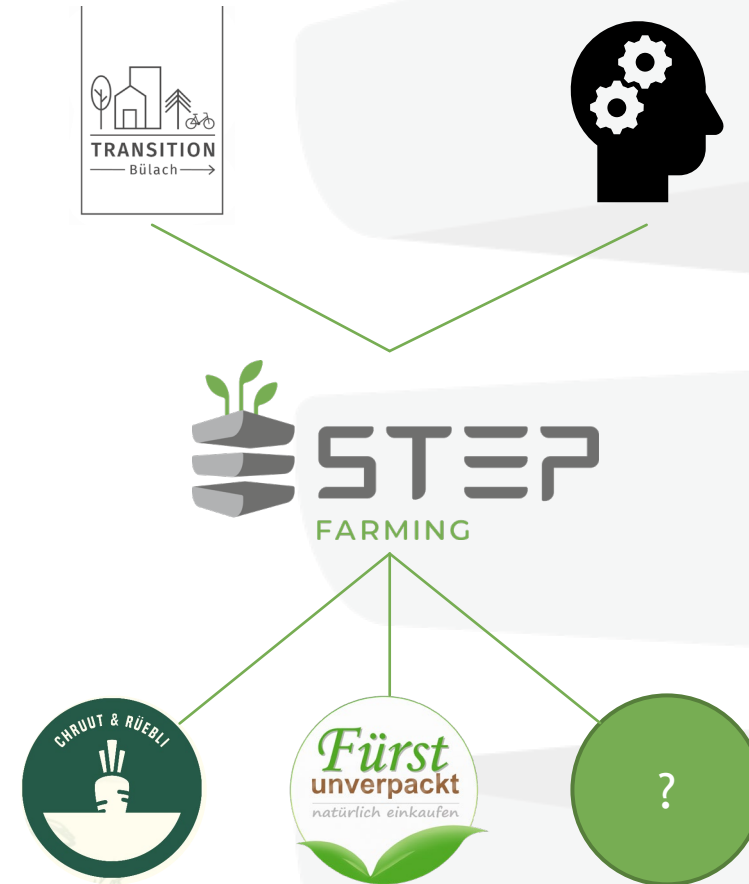 TRANSITION
Bülach
STEP
FARMING
CHRUUT & RÜEBLI
Fürst
unverpackt
natürlich einkaufen
?